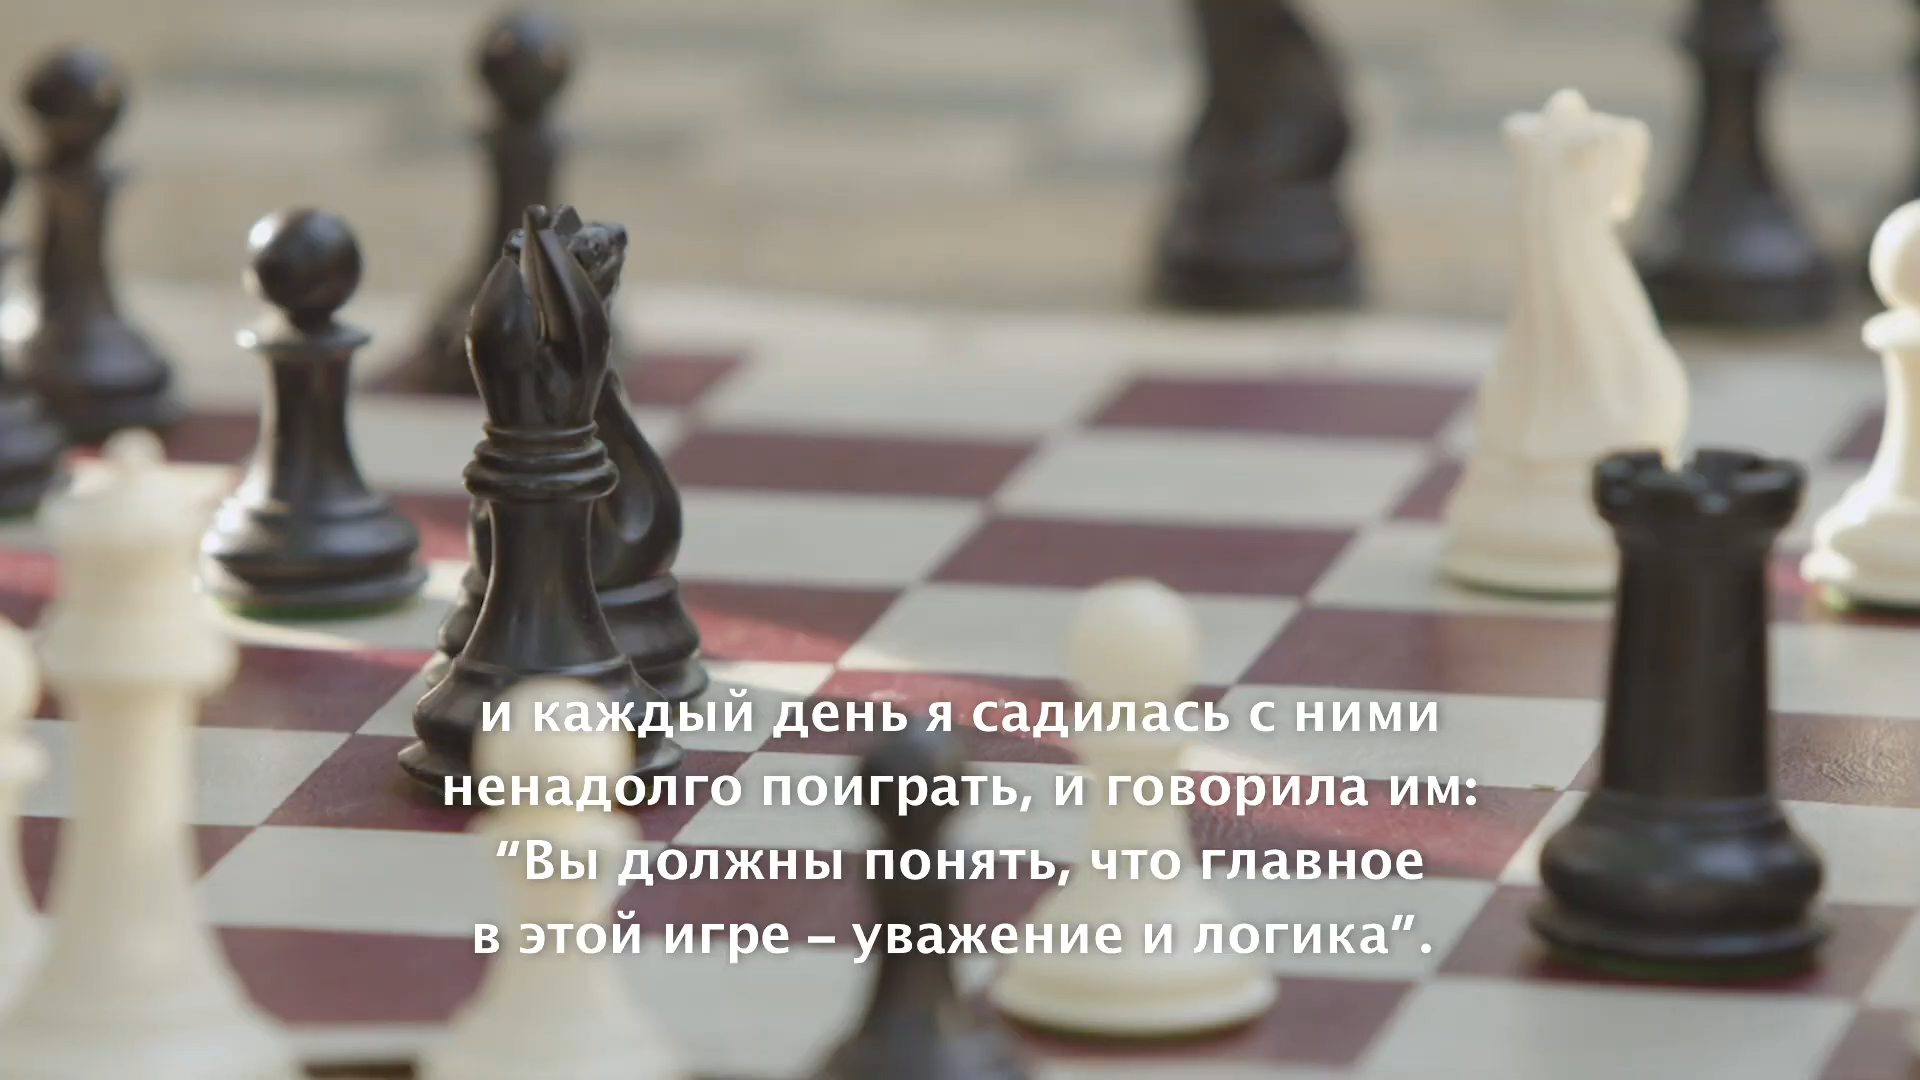 и каждый день я садилась с ними
ненадолго поиграть, и говорила им:
“Вы должны понять, что главное
в этой игре – уважение и логика”.